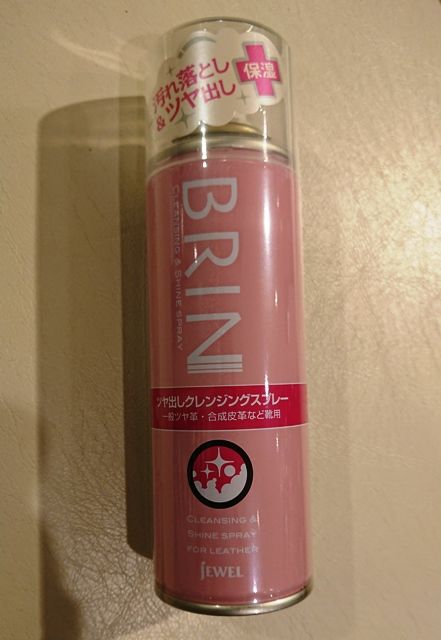 汚れ落とし
&ツヤ出し
保湿
BRIN
CLEANSING & SHINE SPRAY
ツヤ出しクレンジングスプレー
一般ツヤ革・合成皮革など靴用
CLEANSING &
SHINE SPRAY
FOR LEATHER
JEWEL